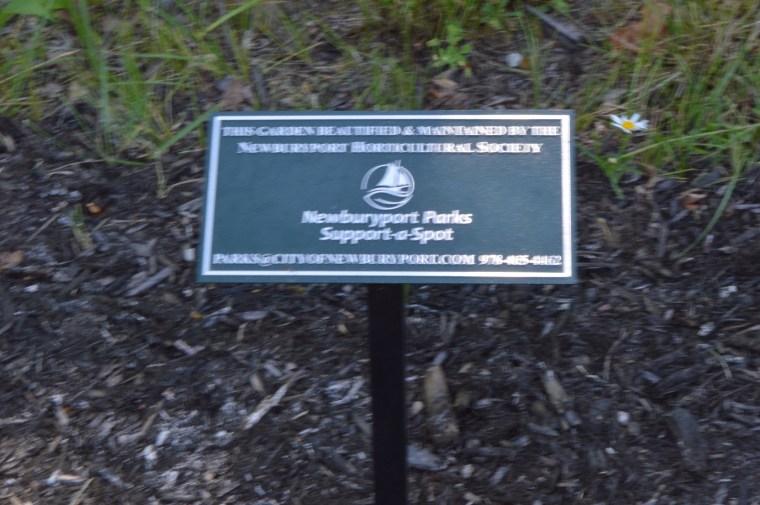 THIS GARDEN BEAUTIFIED & MAINTAINED BY THE
NEWBURYPORT HORTICULTURAL SOCIETY
Newburyport Parks
Support-a-Spot
PARKS@CITYOFNEWBURYPORT.COM